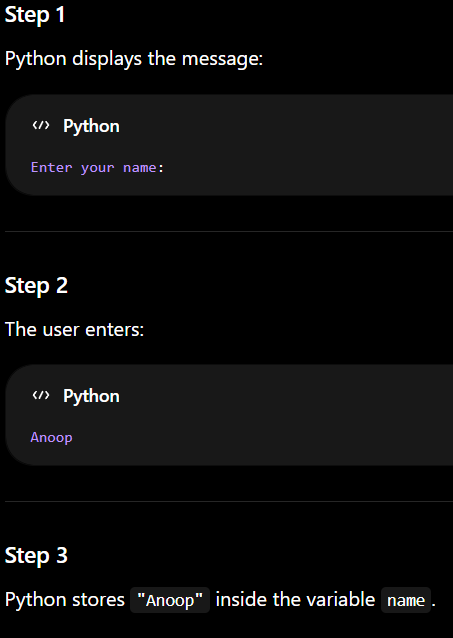 Step 1
Python displays the message:
Python
Enter your name:
Step 2
The user enters:
Python
Anoop
Step 3
Python stores "Anoop" inside the variable name.